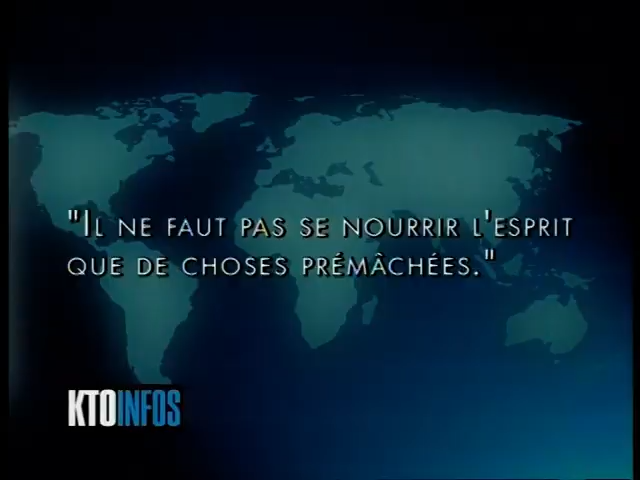 "Il ne faut pas se nourrir l'esprit
que de choses prémâchées."
KTOINFOS